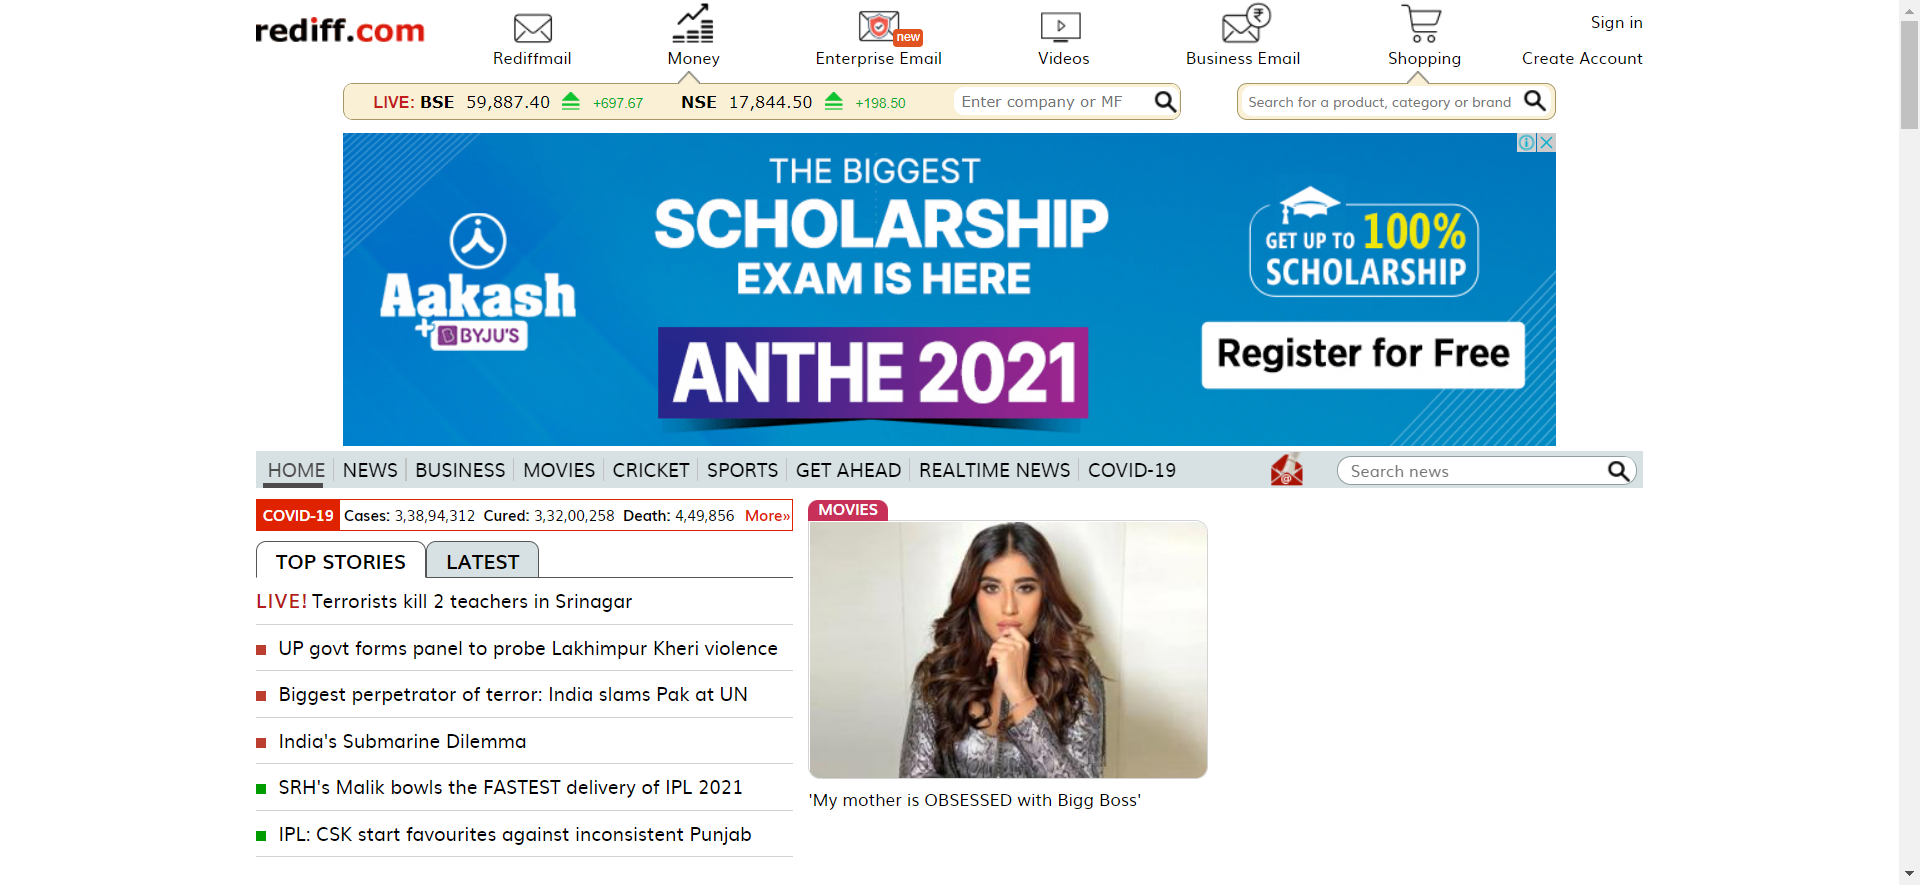 rediff.com
Rediffmail
Money
Enterprise Email
new
Videos
Business Email
Shopping
Sign in
Create Account
LIVE: BSE 59,887.40 +697.67 NSE 17,844.50 +198.50
Enter company or MF
Search for a product, category or brand
THE BIGGEST
SCHOLARSHIP
EXAM IS HERE
ANTHE 2021
Aakash
+ BYJU'S
GET UP TO 100%
SCHOLARSHIP
Register for Free
HOME NEWS BUSINESS MOVIES CRICKET SPORTS GET AHEAD REALTIME NEWS COVID-19
Search news
COVID-19 Cases: 3,38,94,312 Cured: 3,32,00,258 Death: 4,49,856 More»
TOP STORIES LATEST
LIVE! Terrorists kill 2 teachers in Srinagar
UP govt forms panel to probe Lakhimpur Kheri violence
Biggest perpetrator of terror: India slams Pak at UN
India's Submarine Dilemma
SRH's Malik bowls the FASTEST delivery of IPL 2021
IPL: CSK start favourites against inconsistent Punjab
MOVIES
'My mother is OBSESSED with Bigg Boss'